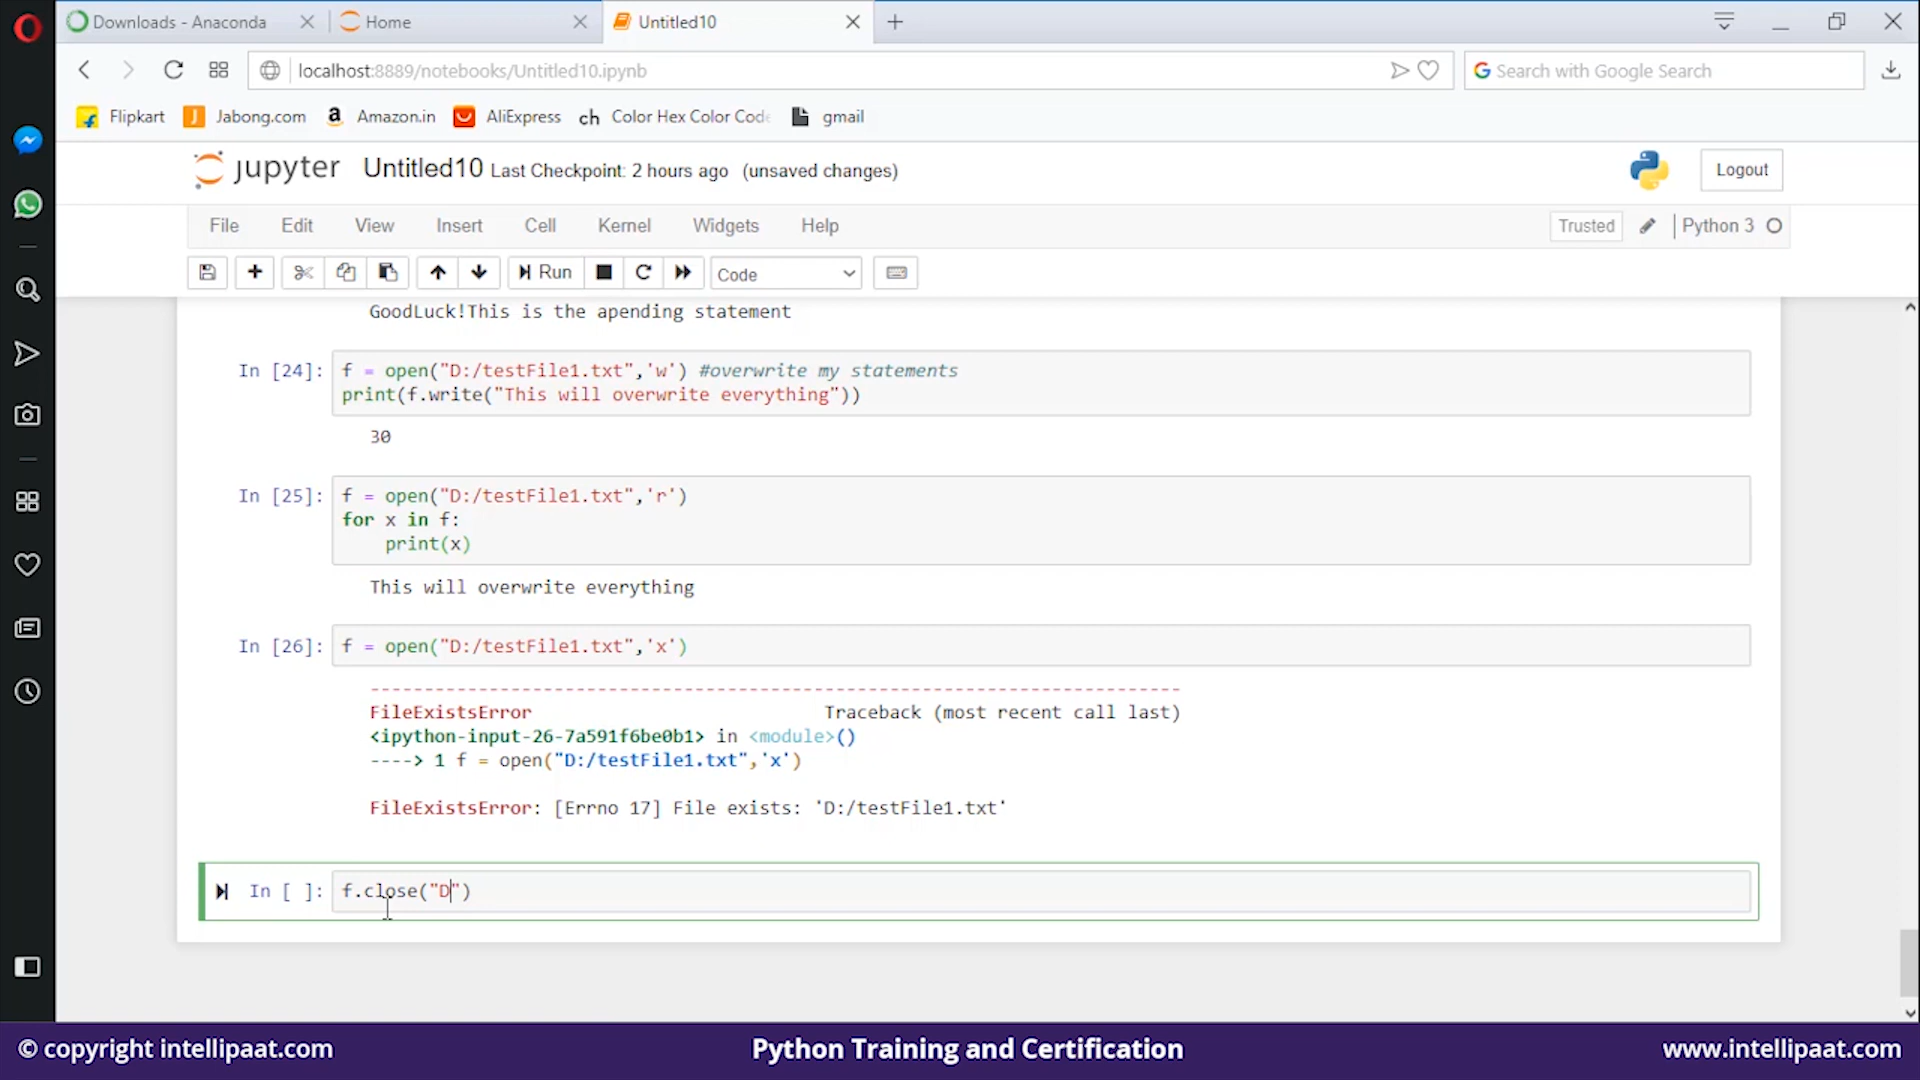 Downloads - Anaconda
Home
Untitled10
localhost:8889/notebooks/Untitled10.ipynb
Search with Google Search
Flipkart
Jabong.com
Amazon.in
AliExpress
ch Color Hex Color Code
gmail
jupyter Untitled10 Last Checkpoint: 2 hours ago (unsaved changes)
Logout
File Edit View Insert Cell Kernel Widgets Help
Trusted
Python 3
Run
Code
GoodLuck!This is the apending statement
In [24]: f = open("D:/testFile1.txt",'w') #overwrite my statements
print(f.write("This will overwrite everything"))
30
In [25]: f = open("D:/testFile1.txt",'r')
for x in f:
print(x)
This will overwrite everything
In [26]: f = open("D:/testFile1.txt",'x')
---------------------------------------------------------------------------
FileExistsError Traceback (most recent call last)
<ipython-input-26-7a591f6be0b1> in <module>()
----> 1 f = open("D:/testFile1.txt",'x')
FileExistsError: [Errno 17] File exists: 'D:/testFile1.txt'
In [ ]: f.close("D")
© copyright intellipaat.com
Python Training and Certification
www.intellipaat.com